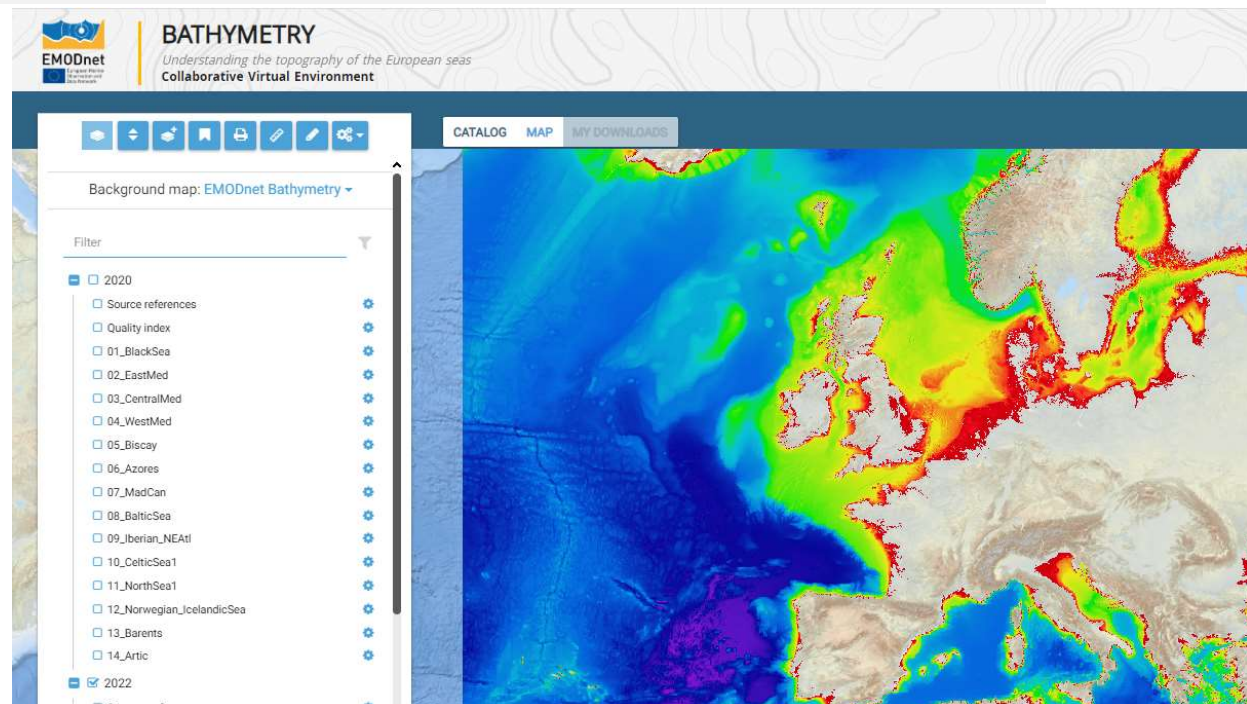 BATHYMETRY
Understanding the topography of the European seas
EMODnet
Collaborative Virtual Environment
CATALOG MAP MY DOWNLOADS
Background map: EMODnet Bathymetry
Filter
2020
Source references
Quality index
01_BlackSea
02_EastMed
03_CentralMed
04_WestMed
05_Biscay
06_Azores
07_MadCan
08_BalticSea
09_Iberian_NEAtl
10_CelticSea1
11_NorthSea1
12_Norwegian_IcelandicSea
13_Barents
14_Artic
2022